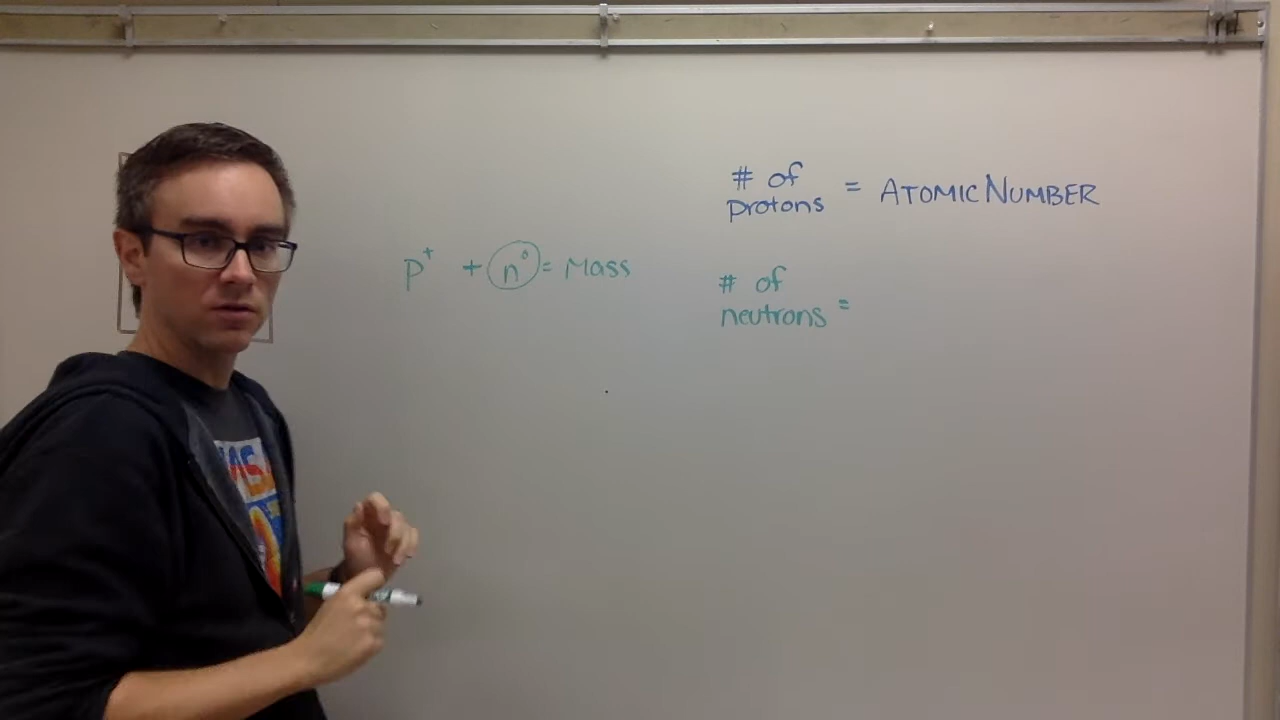 # of
protons = ATOMIC NUMBER
p⁺ + n⁰ = Mass
# of
neutrons =